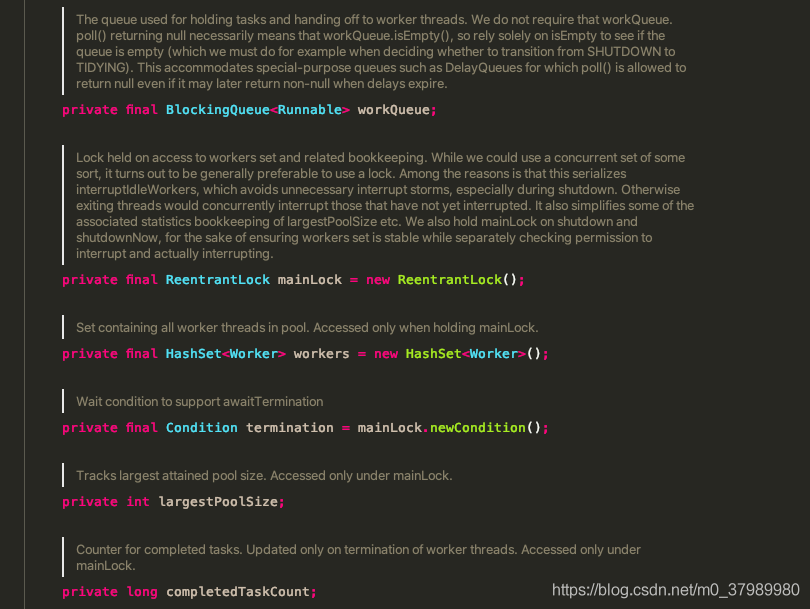 The queue used for holding tasks and handing off to worker threads. We do not require that workQueue.
poll() returning null necessarily means that workQueue.isEmpty(), so rely solely on isEmpty to see if the
queue is empty (which we must do for example when deciding whether to transition from SHUTDOWN to
TIDYING). This accommodates special-purpose queues such as DelayQueues for which poll() is allowed to
return null even if it may later return non-null when delays expire.
private final BlockingQueue<Runnable> workQueue;
Lock held on access to workers set and related bookkeeping. While we could use a concurrent set of some
sort, it turns out to be generally preferable to use a lock. Among the reasons is that this serializes
interruptIdleWorkers, which avoids unnecessary interrupt storms, especially during shutdown. Otherwise
exiting threads would concurrently interrupt those that have not yet interrupted. It also simplifies some of the
associated statistics bookkeeping of largestPoolSize etc. We also hold mainLock on shutdown and
shutdownNow, for the sake of ensuring workers set is stable while separately checking permission to
interrupt and actually interrupting.
private final ReentrantLock mainLock = new ReentrantLock();
Set containing all worker threads in pool. Accessed only when holding mainLock.
private final HashSet<Worker> workers = new HashSet<Worker>();
Wait condition to support awaitTermination
private final Condition termination = mainLock.newCondition();
Tracks largest attained pool size. Accessed only under mainLock.
private int largestPoolSize;
Counter for completed tasks. Updated only on termination of worker threads. Accessed only under
mainLock.
private long completedTaskCount;
https://blog.csdn.net/m0_37989980